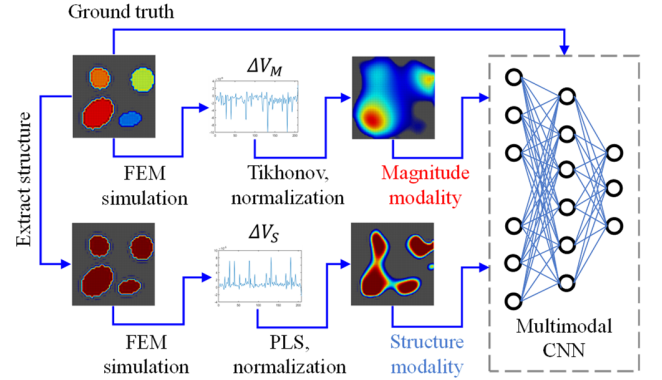 Ground truth
Extract structure
ΔV_M
FEM
simulation
Tikhonov,
normalization
Magnitude
modality
ΔV_S
FEM
simulation
PLS,
normalization
Structure
modality
Multimodal
CNN